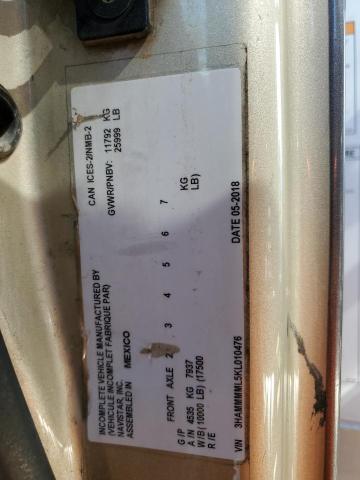 INCOMPLETE VEHICLE MANUFACTURED BY
(VEHICULE INCOMPLET FABRIQUE PAR)
NAVISTAR, INC.
ASSEMBLED IN MEXICO
CAN ICES-2/NMB-2
GVWR/PNBV: 11792 KG
25999 LB
FRONT AXLE 2 3 4 5 6 7
G /P
A /N 4535 KG 7937 KG
W/B (10000 LB) (17500 LB)
R /E
VIN 3HAMMMML5KL010476 DATE 05-2018